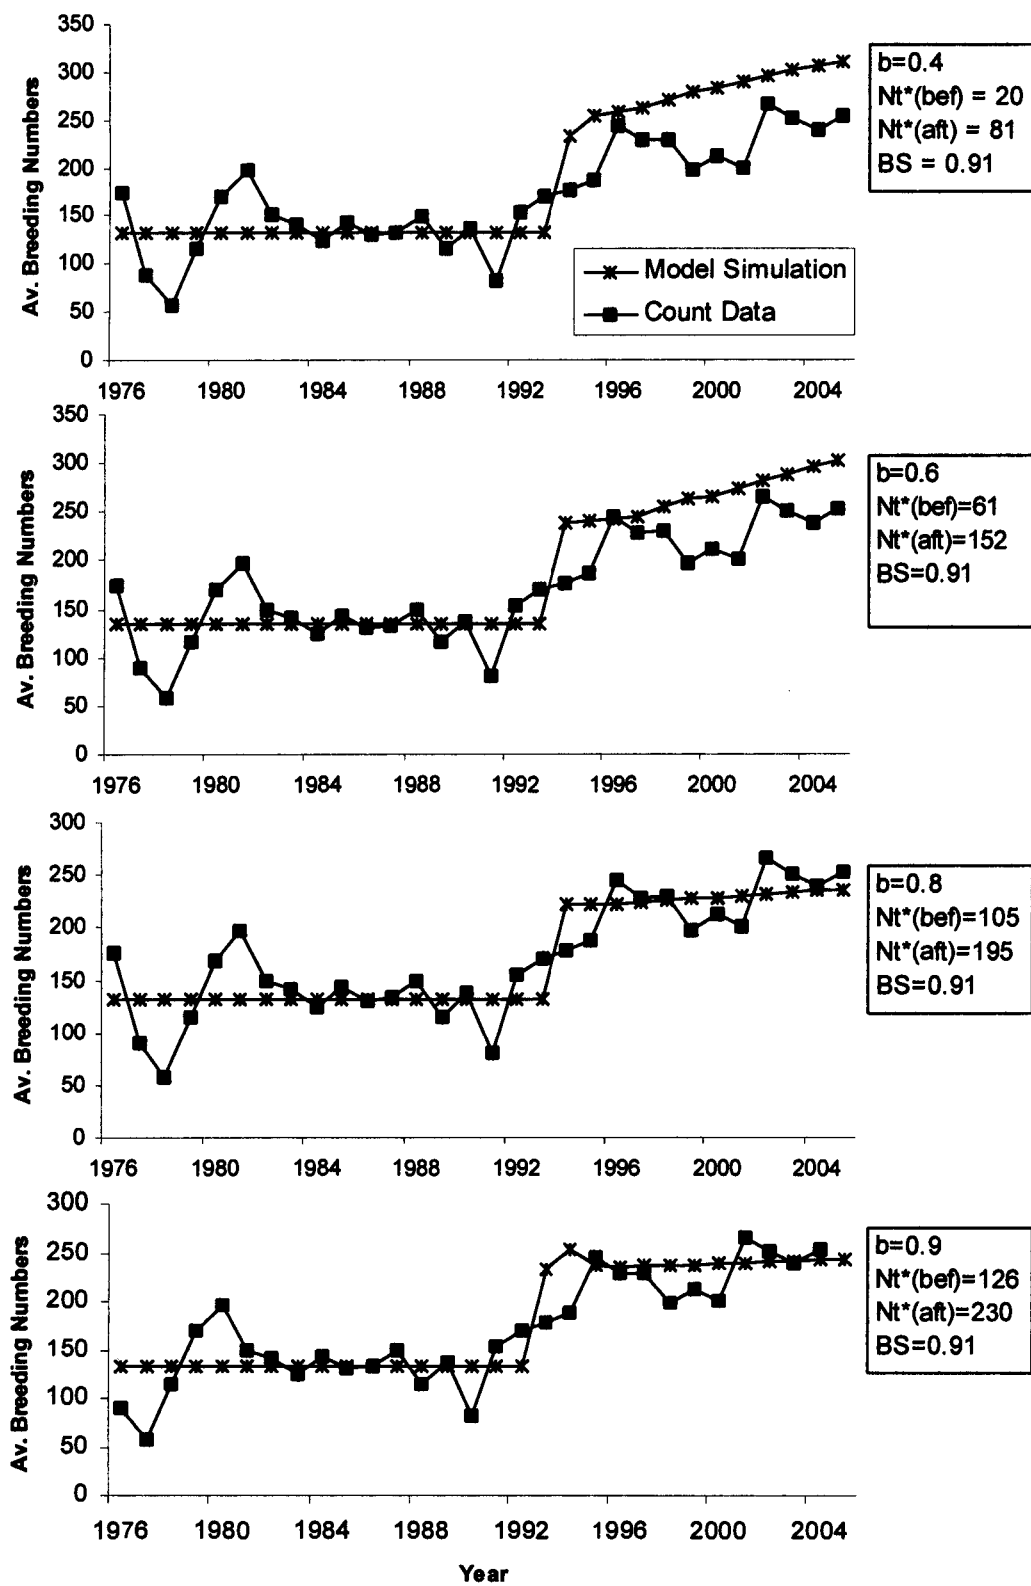 350
300
250
200
150
100
50
0
Av. Breeding Numbers
1976 1980 1984 1988 1992 1996 2000 2004
Model Simulation
Count Data
b=0.4
Nt*(bef) = 20
Nt*(aft) = 81
BS = 0.91
350
300
250
200
150
100
50
0
Av. Breeding Numbers
1976 1980 1984 1988 1992 1996 2000 2004
b=0.6
Nt*(bef)=61
Nt*(aft)=152
BS=0.91
300
250
200
150
100
50
0
Av. Breeding Numbers
1976 1980 1984 1988 1992 1996 2000 2004
b=0.8
Nt*(bef)=105
Nt*(aft)=195
BS=0.91
300
250
200
150
100
50
0
Av. Breeding Numbers
1976 1980 1984 1988 1992 1996 2000 2004
Year
b=0.9
Nt*(bef)=126
Nt*(aft)=230
BS=0.91